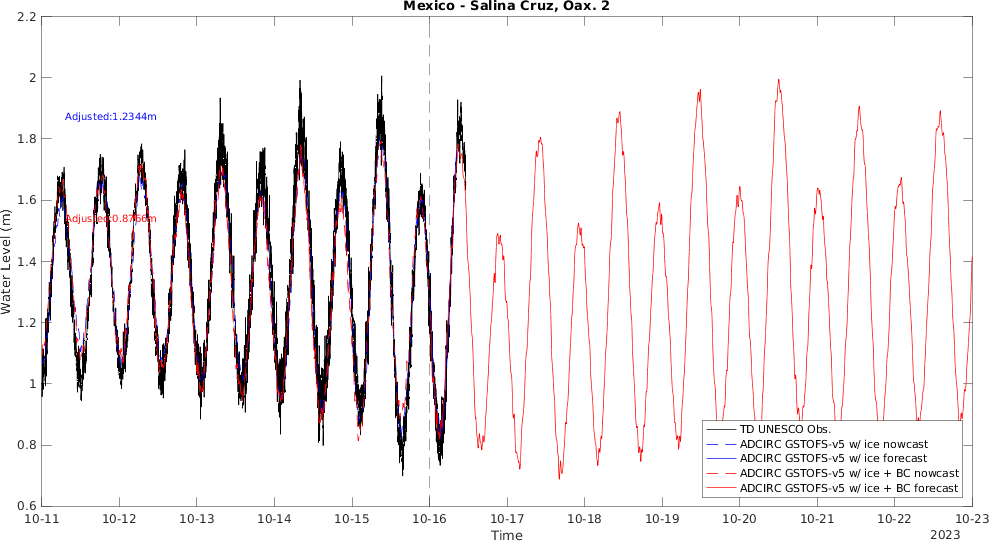 Mexico - Salina Cruz, Oax. 2
2.2
2
1.8
1.6
1.4
1.2
1
0.8
0.6
Water Level (m)
Adjusted:1.2344m
Adjusted:0.8766m
TD UNESCO Obs.
ADCIRC GSTOFS-v5 w/ ice nowcast
ADCIRC GSTOFS-v5 w/ ice forecast
ADCIRC GSTOFS-v5 w/ ice + BC nowcast
ADCIRC GSTOFS-v5 w/ ice + BC forecast
10-11 10-12 10-13 10-14 10-15 10-16 10-17 10-18 10-19 10-20 10-21 10-22 10-23
Time
2023